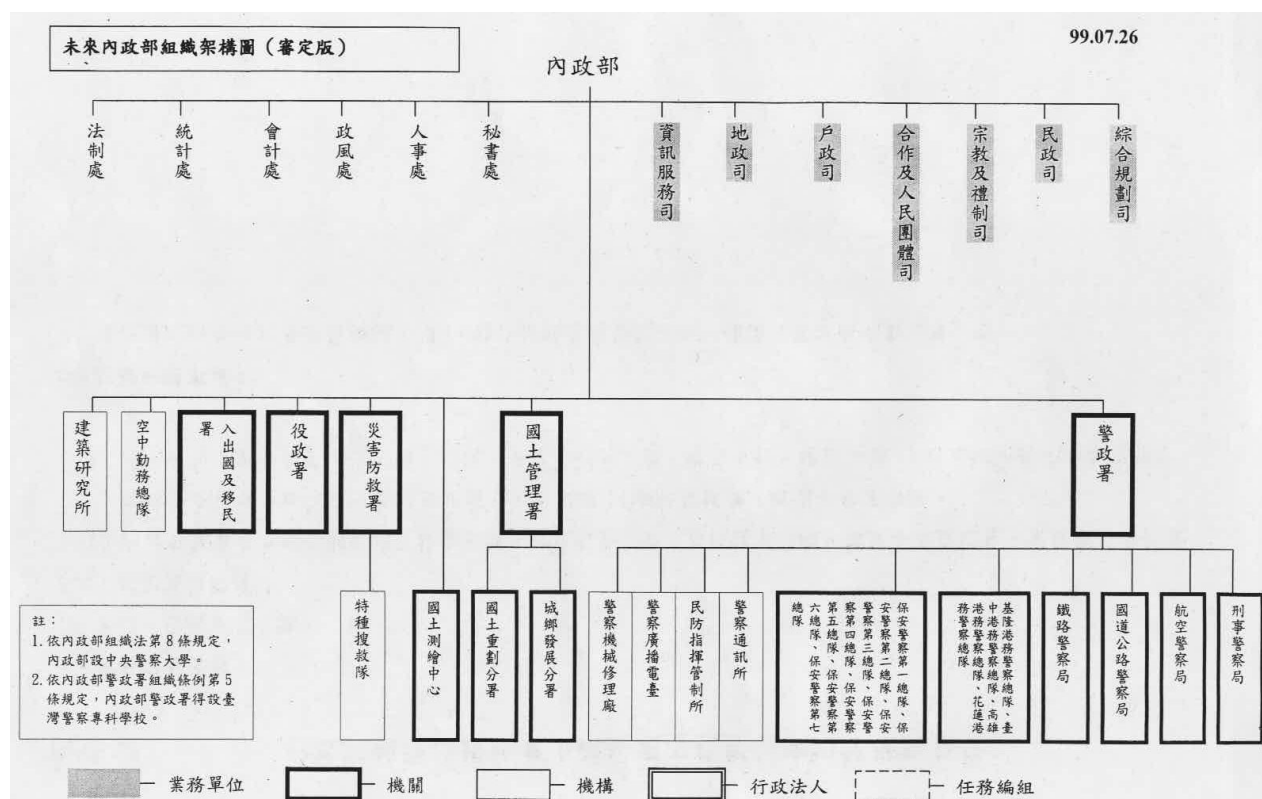 未來內政部組織架構圖（審定版）
99.07.26
內政部
法制處
統計處
會計處
政風處
人事處
秘書處
資訊服務司
地政司
戶政司
合作及人民團體司
宗教及禮制司
民政司
綜合規劃司
建築研究所
空中勤務總隊
入出國及移民
署
役政署
災害防救署
國土管理署
警政署
特種搜救隊
國土測繪中心
國土重劃分署
城鄉發展分署
警察機械修理廠
警察廣播電臺
民防指揮管制所
警察通訊所
保安警察第一總隊、保
安警察第二總隊、保安
警察第三總隊、保安警
察第四總隊、保安警察
第五總隊、保安警察第
六總隊、保安警察第七
總隊
基隆港務警察總隊、臺
中港務警察總隊、高雄
港務警察總隊、花蓮港
務警察總隊
鐵路警察局
國道公路警察局
航空警察局
刑事警察局
註：
1. 依內政部組織法第8條規定，
內政部設中央警察大學。
2. 依內政部警政署組織條例第5
條規定，內政部警政署得設臺
灣警察專科學校。
業務單位
機關
機構
行政法人
任務編組